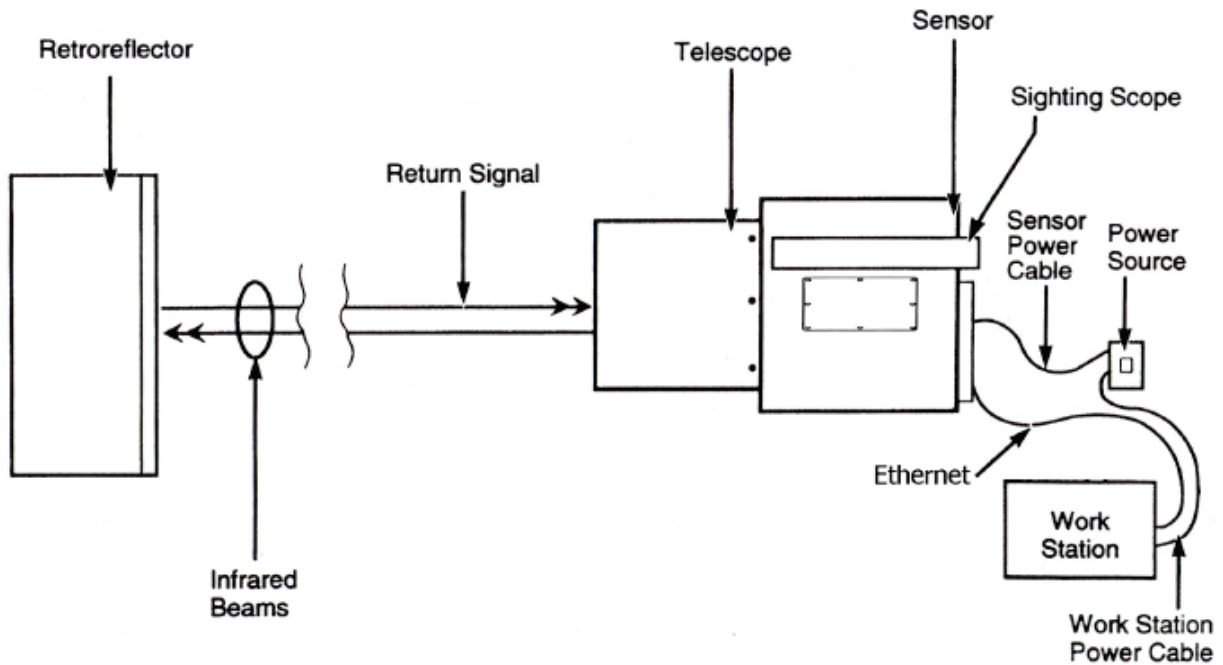 Sensor
Retroreflector
Telescope
Sighting Scope
Return Signal
Sensor
Power
Cable
Power
Source
Ethernet
Work
Station
Infrared
Beams
Work Station
Power Cable